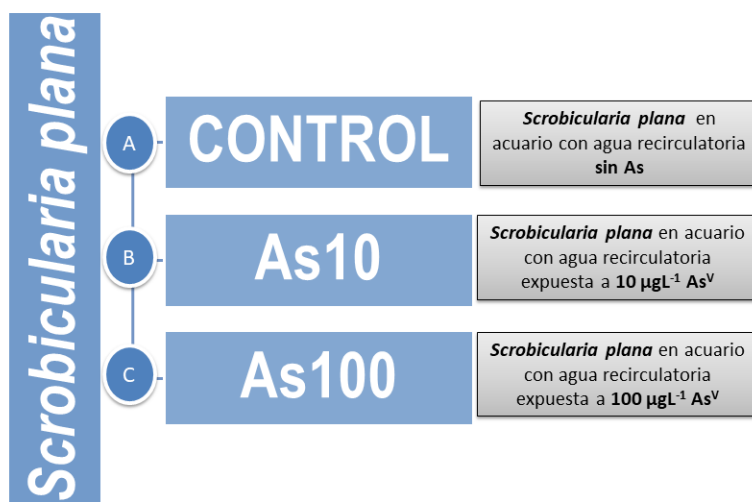 Scrobicularia plana
A
CONTROL
Scrobicularia plana en
acuario con agua recirculatoria
sin As
B
As10
Scrobicularia plana en acuario
con agua recirculatoria
expuesta a 10 µgL⁻¹ Asⱽ
C
As100
Scrobicularia plana en acuario
con agua recirculatoria
expuesta a 100 µgL⁻¹ Asⱽ